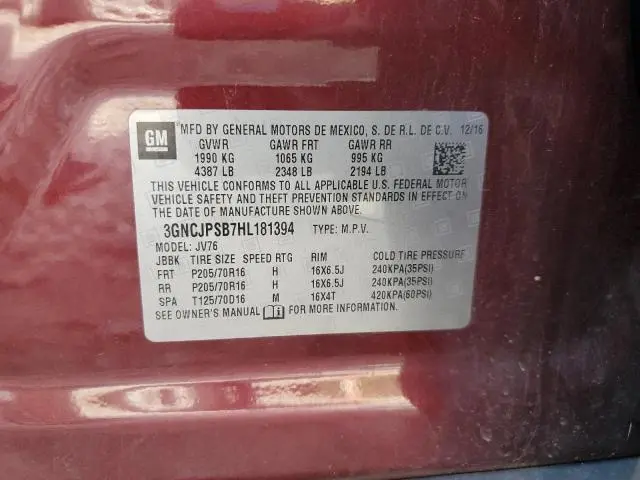 GM
MFD BY GENERAL MOTORS DE MEXICO, S. DE R.L. DE C.V. 12/16
GVWR GAWR FRT GAWR RR
1990 KG 1065 KG 995 KG
4387 LB 2348 LB 2194 LB
THIS VEHICLE CONFORMS TO ALL APPLICABLE U.S. FEDERAL MOTOR
VEHICLE SAFETY AND THEFT PREVENTION STANDARDS IN EFFECT ON
THE DATE OF MANUFACTURE SHOWN ABOVE.
3GNCJPSB7HL181394 TYPE: M.P.V.
MODEL: JV76
JBBK TIRE SIZE SPEED RTG RIM COLD TIRE PRESSURE
FRT P205/70R16 H 16X6.5J 240KPA(35PSI)
RR P205/70R16 H 16X6.5J 240KPA(35PSI)
SPA T125/70D16 M 16X4T 420KPA(60PSI)
SEE OWNER'S MANUAL FOR MORE INFORMATION.